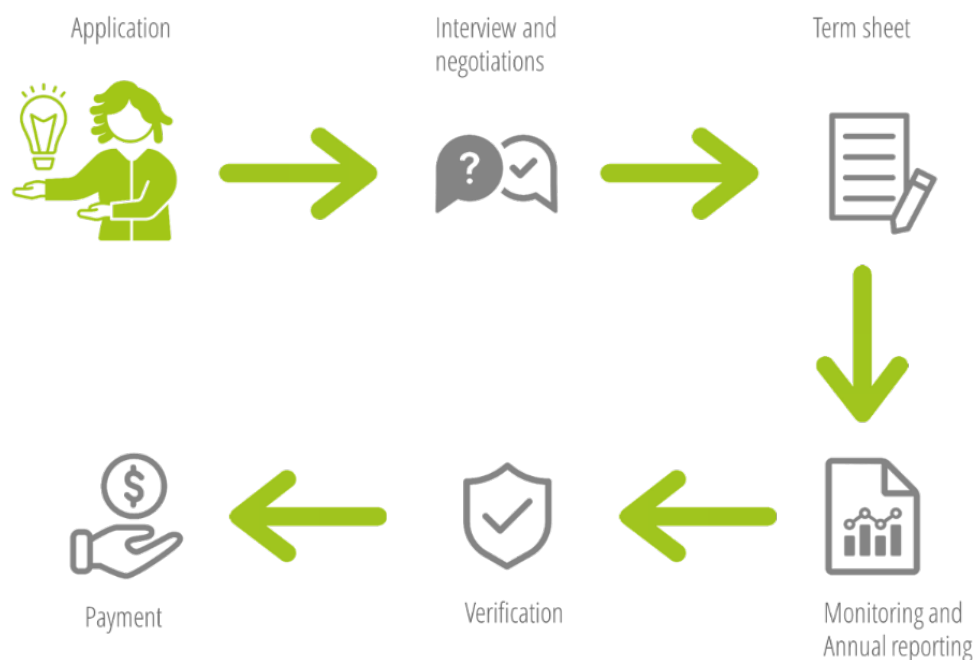 Application
Interview and
negotiations
Term sheet
?
$
Payment
Verification
Monitoring and
Annual reporting